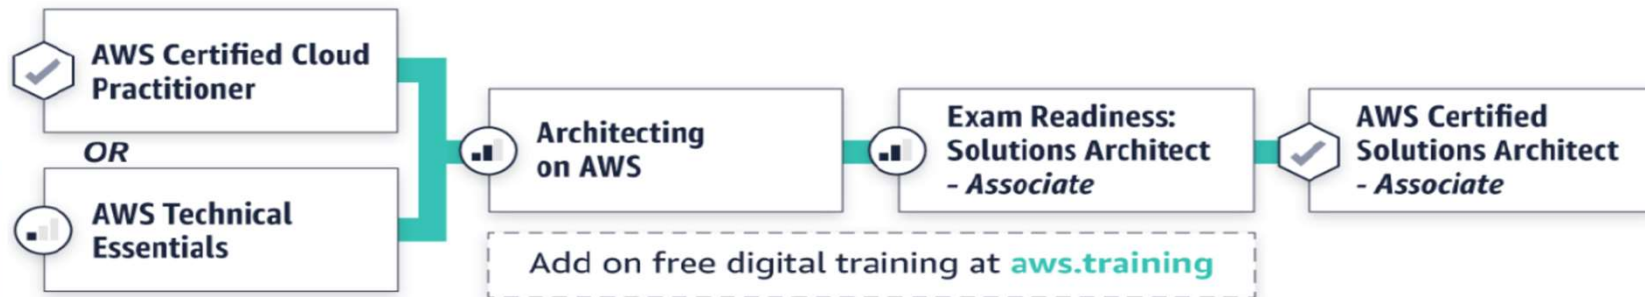 AWS Certified Cloud
Practitioner
OR
AWS Technical
Essentials
Architecting
on AWS
Exam Readiness:
Solutions Architect
- Associate
AWS Certified
Solutions Architect
- Associate
Add on free digital training at aws.training